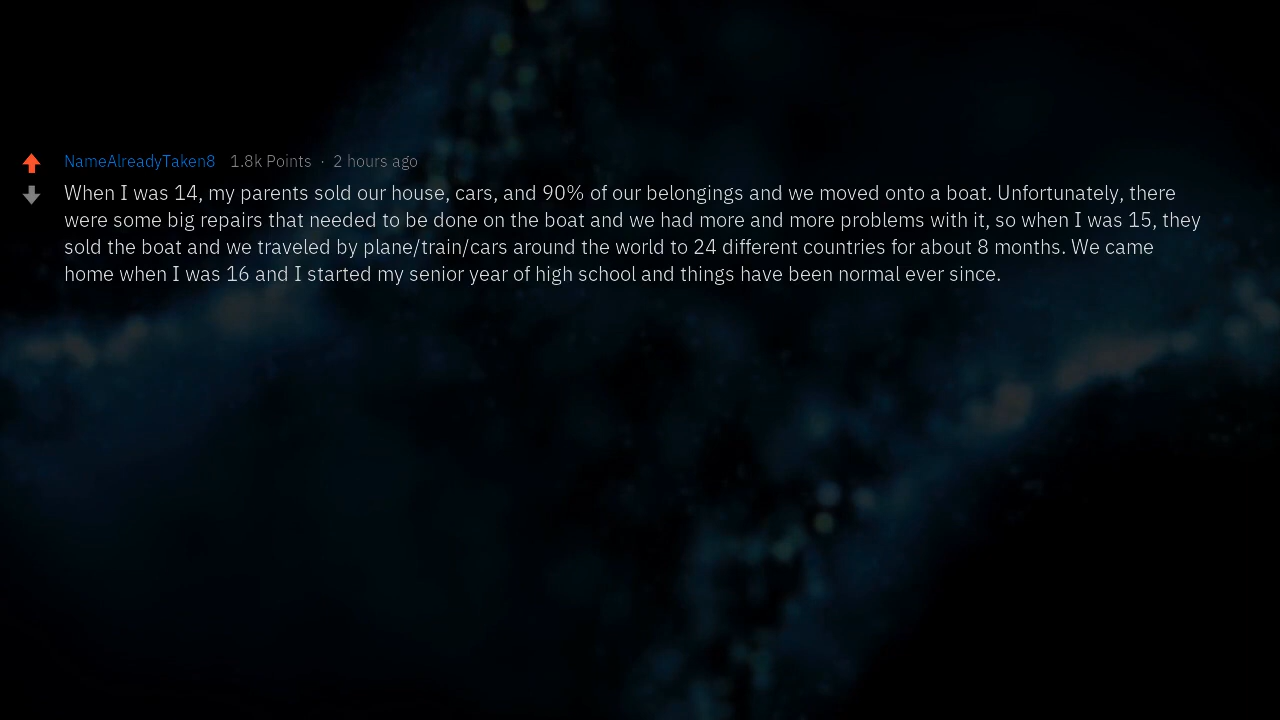 NameAlreadyTaken8 1.8k Points · 2 hours ago
When I was 14, my parents sold our house, cars, and 90% of our belongings and we moved onto a boat. Unfortunately, there
were some big repairs that needed to be done on the boat and we had more and more problems with it, so when I was 15, they
sold the boat and we traveled by plane/train/cars around the world to 24 different countries for about 8 months. We came
home when I was 16 and I started my senior year of high school and things have been normal ever since.